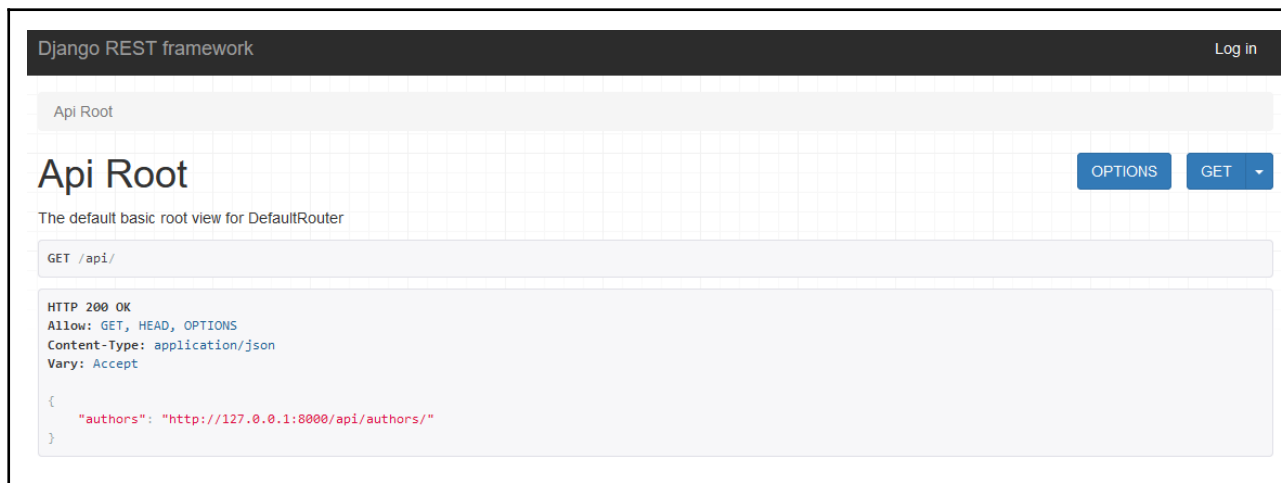 Django REST framework Log in
Api Root
Api Root OPTIONS GET
The default basic root view for DefaultRouter
GET /api/
HTTP 200 OK
Allow: GET, HEAD, OPTIONS
Content-Type: application/json
Vary: Accept
{
    "authors": "http://127.0.0.1:8000/api/authors/"
}